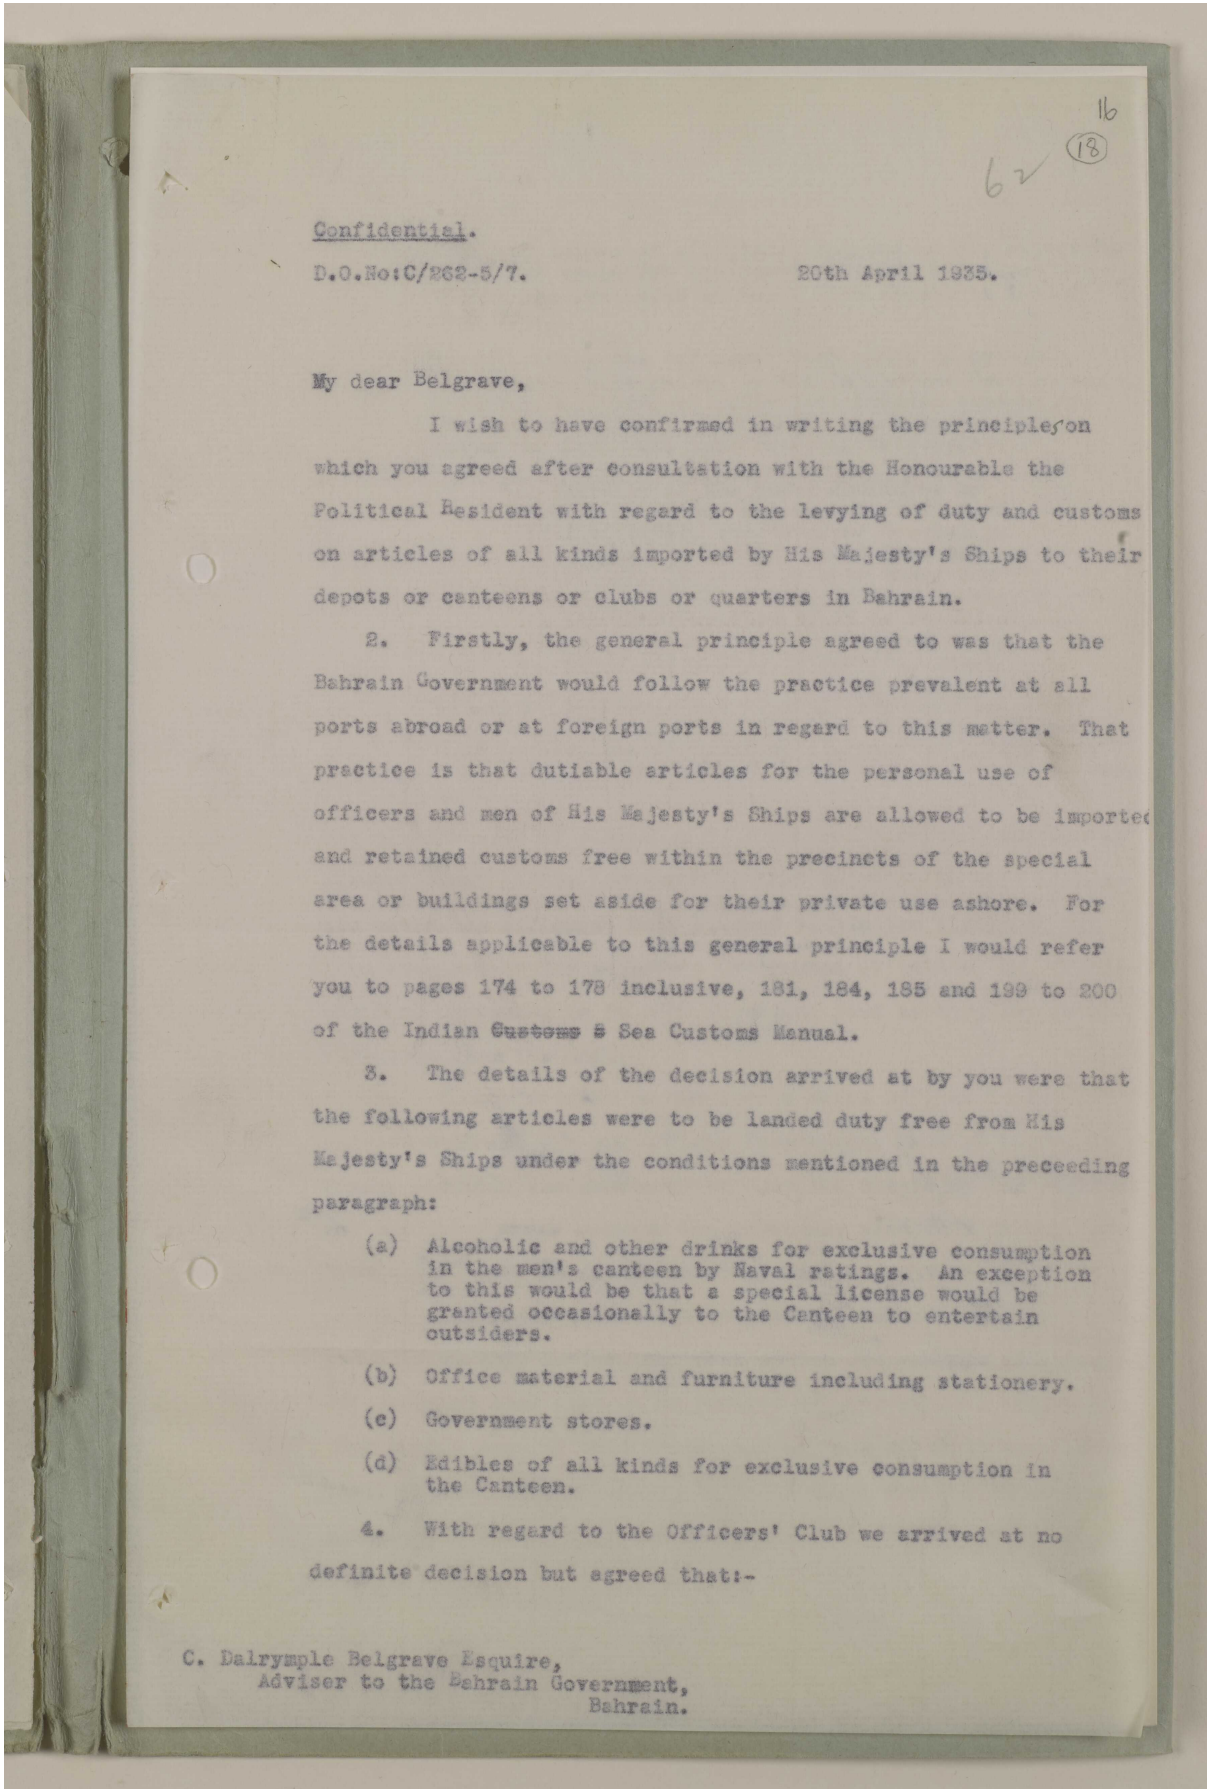 16
18
62
Confidential.
D.O.No:C/262-5/7. 20th April 1935.
My dear Belgrave,
I wish to have confirmed in writing the principles on
which you agreed after consultation with the Honourable the
Political Resident with regard to the levying of duty and customs
on articles of all kinds imported by His Majesty's Ships to their
depots or canteens or clubs or quarters in Bahrain.
2. Firstly, the general principle agreed to was that the
Bahrain Government would follow the practice prevalent at all
ports abroad or at foreign ports in regard to this matter. That
practice is that dutiable articles for the personal use of
officers and men of His Majesty's Ships are allowed to be imported
and retained customs free within the precincts of the special
area or buildings set aside for their private use ashore. For
the details applicable to this general principle I would refer
you to pages 174 to 178 inclusive, 181, 184, 185 and 199 to 200
of the Indian Customs S Sea Customs Manual.
3. The details of the decision arrived at by you were that
the following articles were to be landed duty free from His
Majesty's Ships under the conditions mentioned in the preceeding
paragraph:
(a) Alcoholic and other drinks for exclusive consumption
in the men's canteen by Naval ratings. An exception
to this would be that a special license would be
granted occasionally to the Canteen to entertain
outsiders.
(b) Office material and furniture including stationery.
(c) Government stores.
(d) Edibles of all kinds for exclusive consumption in
the Canteen.
4. With regard to the Officers' Club we arrived at no
definite decision but agreed that:-
C. Dalrymple Belgrave Esquire,
Adviser to the Bahrain Government,
Bahrain.